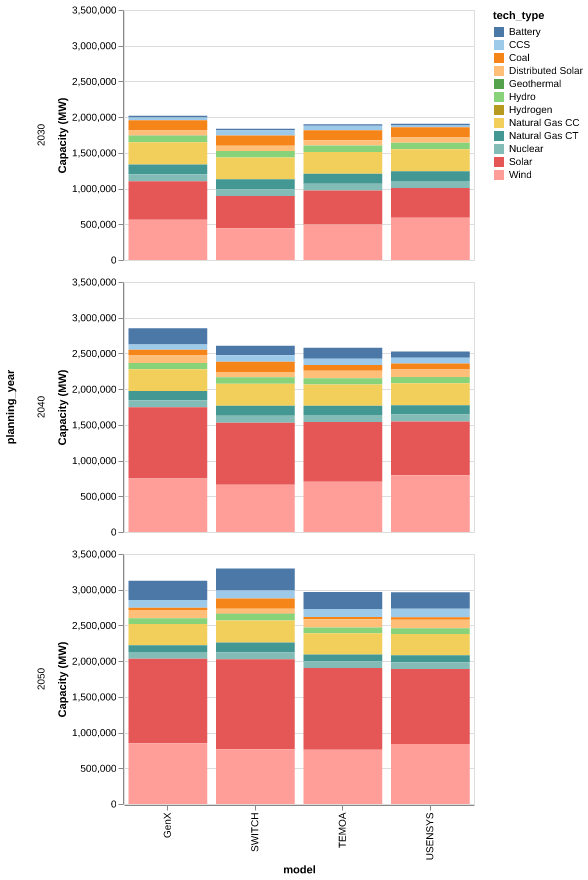 3,500,000
3,000,000
2,500,000
2,000,000
1,500,000
1,000,000
500,000
0
Capacity (MW)
2030
tech_type
Battery
CCS
Coal
Distributed Solar
Geothermal
Hydro
Hydrogen
Natural Gas CC
Natural Gas CT
Nuclear
Solar
Wind
3,500,000
3,000,000
2,500,000
2,000,000
1,500,000
1,000,000
500,000
0
Capacity (MW)
2040
planning_year
3,500,000
3,000,000
2,500,000
2,000,000
1,500,000
1,000,000
500,000
0
Capacity (MW)
2050
GenX
SWITCH
TEMOA
USENSYS
model